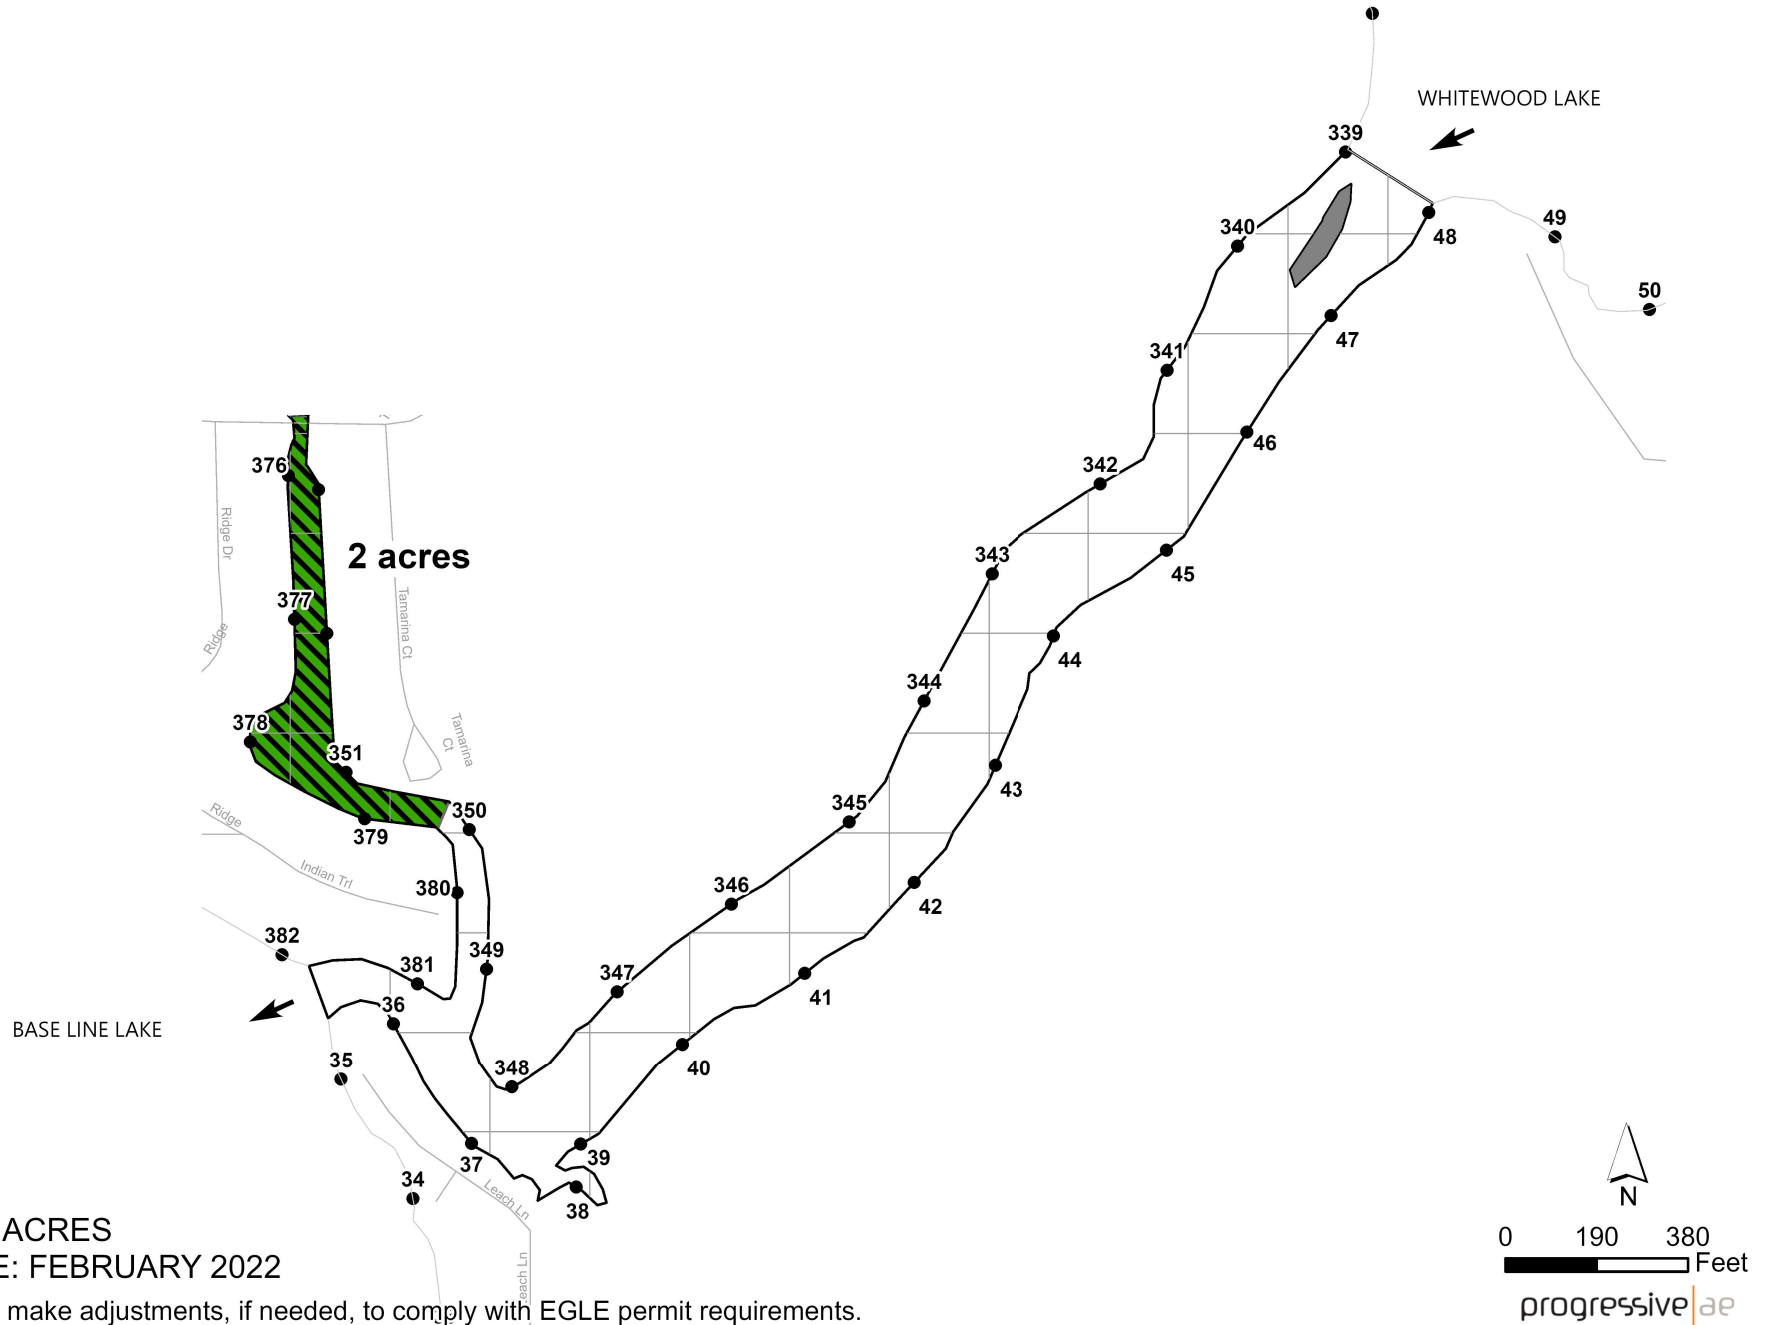 WHITEWOOD LAKE
339
49
340
48
50
47
341
46
342
376
Ridge Dr
2 acres
343
45
377
Tamarina Ct
Ridge
44
344
378
Tamarina
Ct
351
43
345
350
Ridge
379
Indian Trl
380
346
42
382
349
381
347
41
36
BASE LINE LAKE
35
348
40
37
39
34
Leach Ln
38
N
ACRES
0 190 380
Feet
E: FEBRUARY 2022
Leach Ln
make adjustments, if needed, to comply with EGLE permit requirements.
progressive|ae